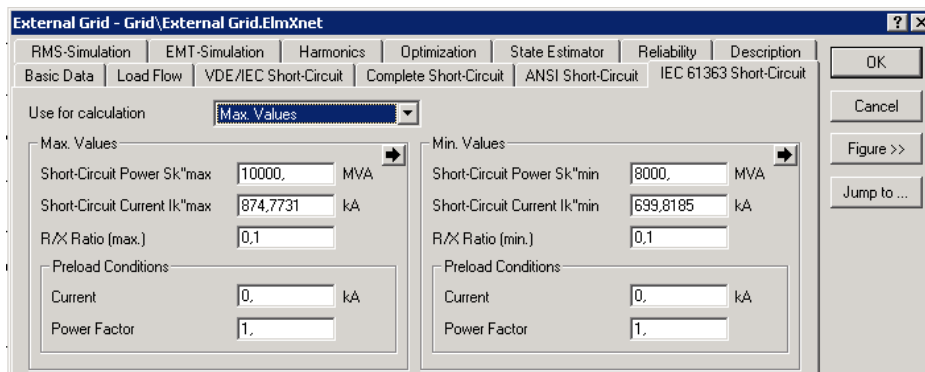 External Grid - Grid\External Grid.ElmXnet
RMS-Simulation EMT-Simulation Harmonics Optimization State Estimator Reliability Description
Basic Data Load Flow VDE/IEC Short-Circuit Complete Short-Circuit ANSI Short-Circuit IEC 61363 Short-Circuit
OK
Cancel
Figure >>
Jump to ...
Use for calculation Max. Values
Max. Values
Short-Circuit Power Sk"max 10000, MVA
Short-Circuit Current Ik"max 874,7731 kA
R/X Ratio (max.) 0,1
Preload Conditions
Current 0, kA
Power Factor 1,
Min. Values
Short-Circuit Power Sk"min 8000, MVA
Short-Circuit Current Ik"min 699,8185 kA
R/X Ratio (min.) 0,1
Preload Conditions
Current 0, kA
Power Factor 1,